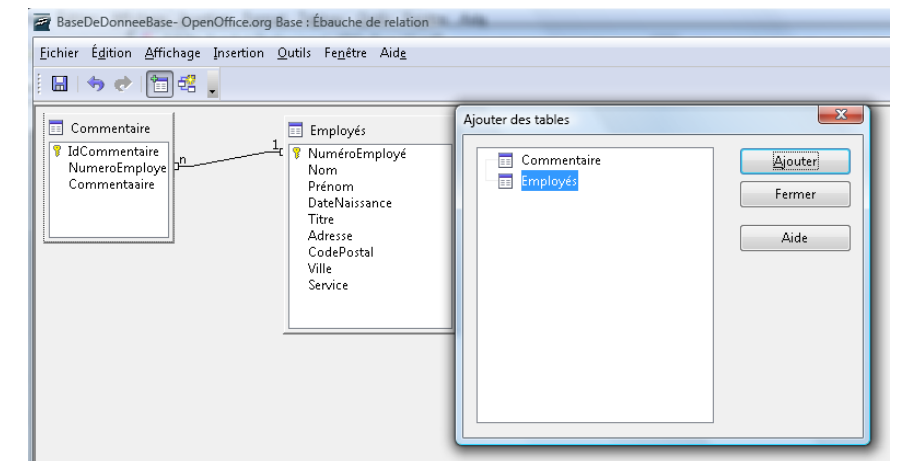 BaseDeDonneeBase- OpenOffice.org Base : Ébauche de relation
Fichier Édition Affichage Insertion Outils Fenêtre Aide
Commentaire
IdCommentaire
NumeroEmploye
Commentaaire
n
1
Employés
NuméroEmployé
Nom
Prénom
DateNaissance
Titre
Adresse
CodePostal
Ville
Service
Ajouter des tables
Commentaire
Employés
Ajouter
Fermer
Aide